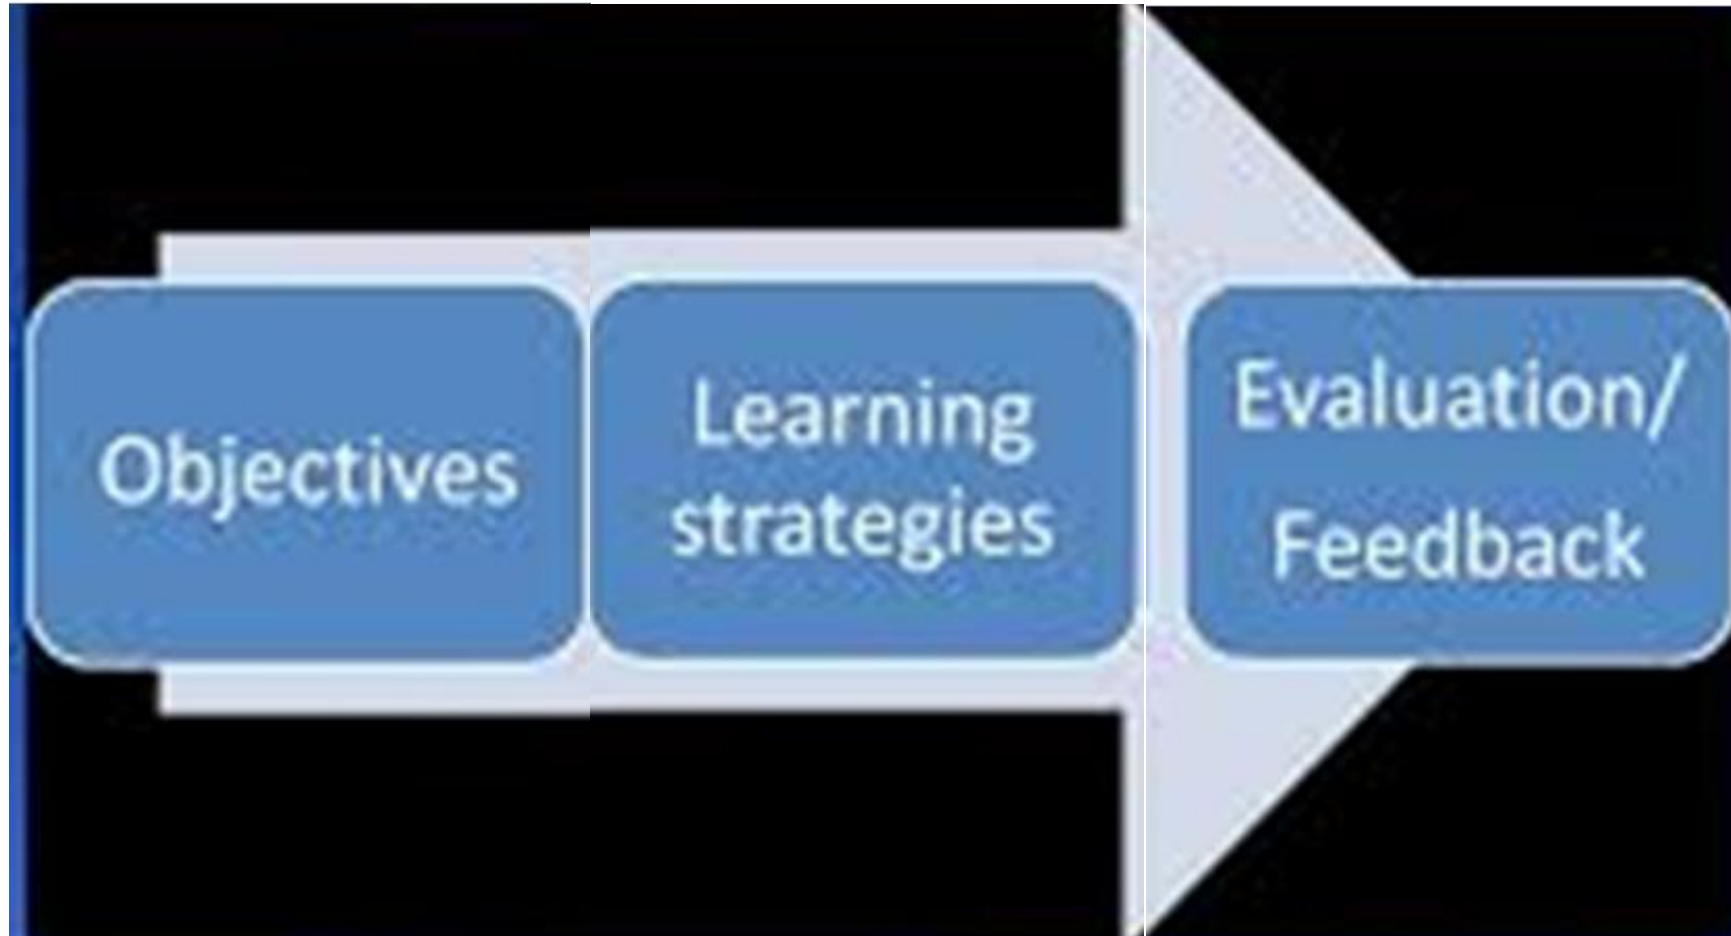 Objectives
Learning
strategies
Evaluation/
Feedback